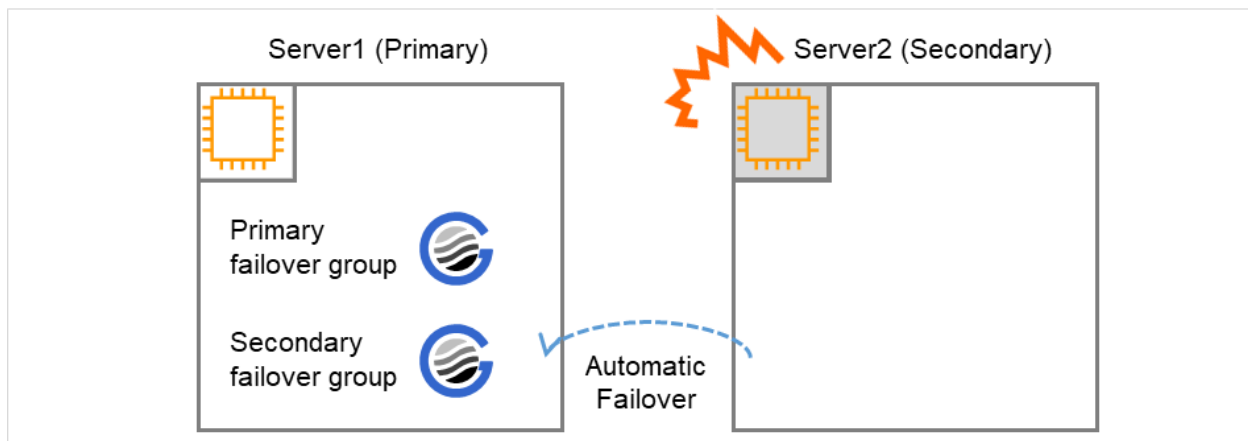 Server1 (Primary)
Server2 (Secondary)
Primary
failover group
Secondary
failover group
Automatic
Failover